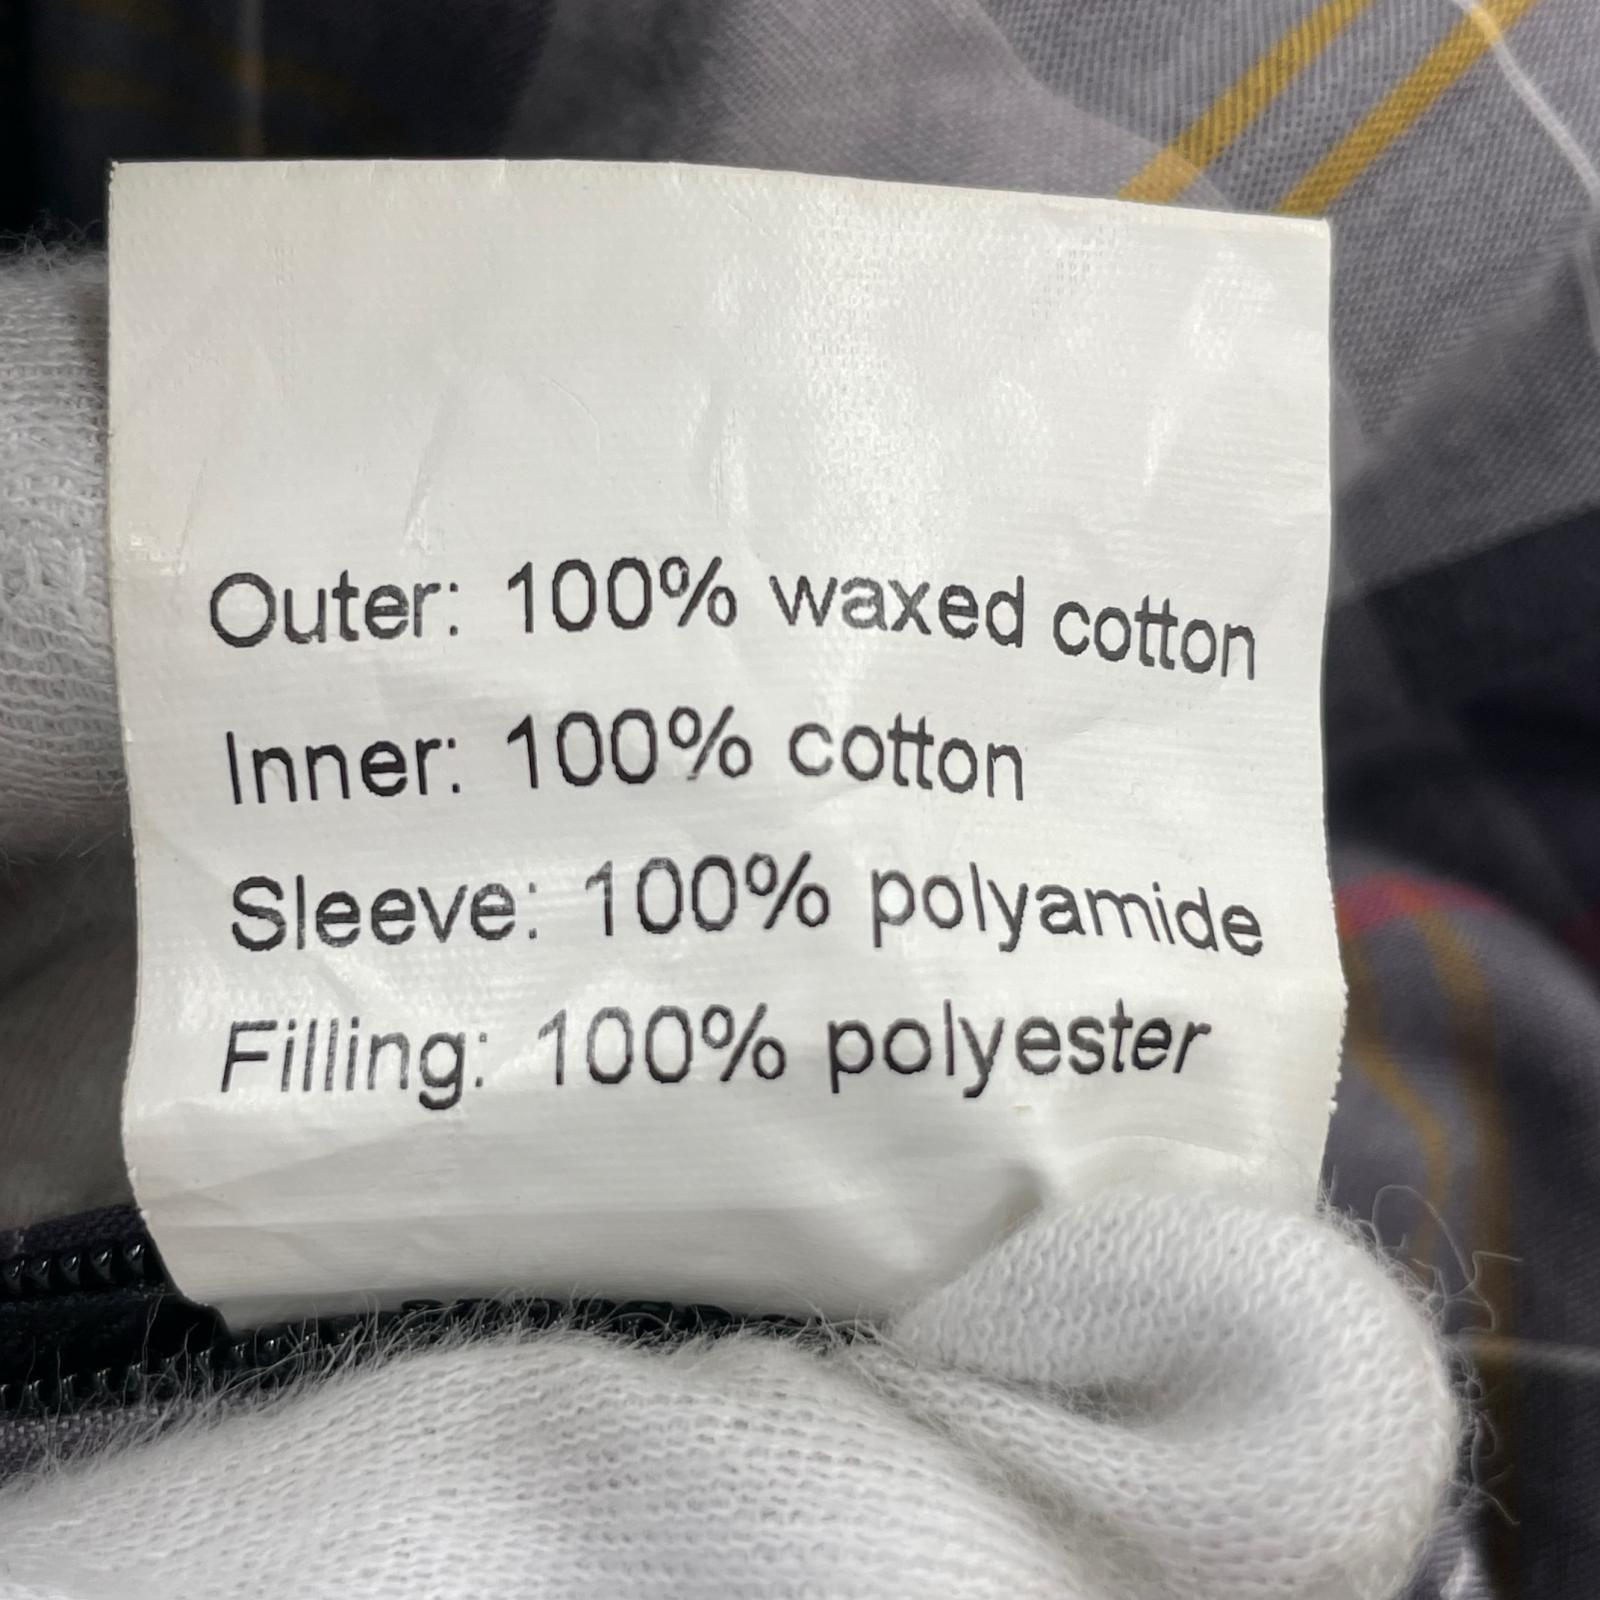 Outer: 100% waxed cotton
Inner: 100% cotton
Sleeve: 100% polyamide
Filling: 100% polyester